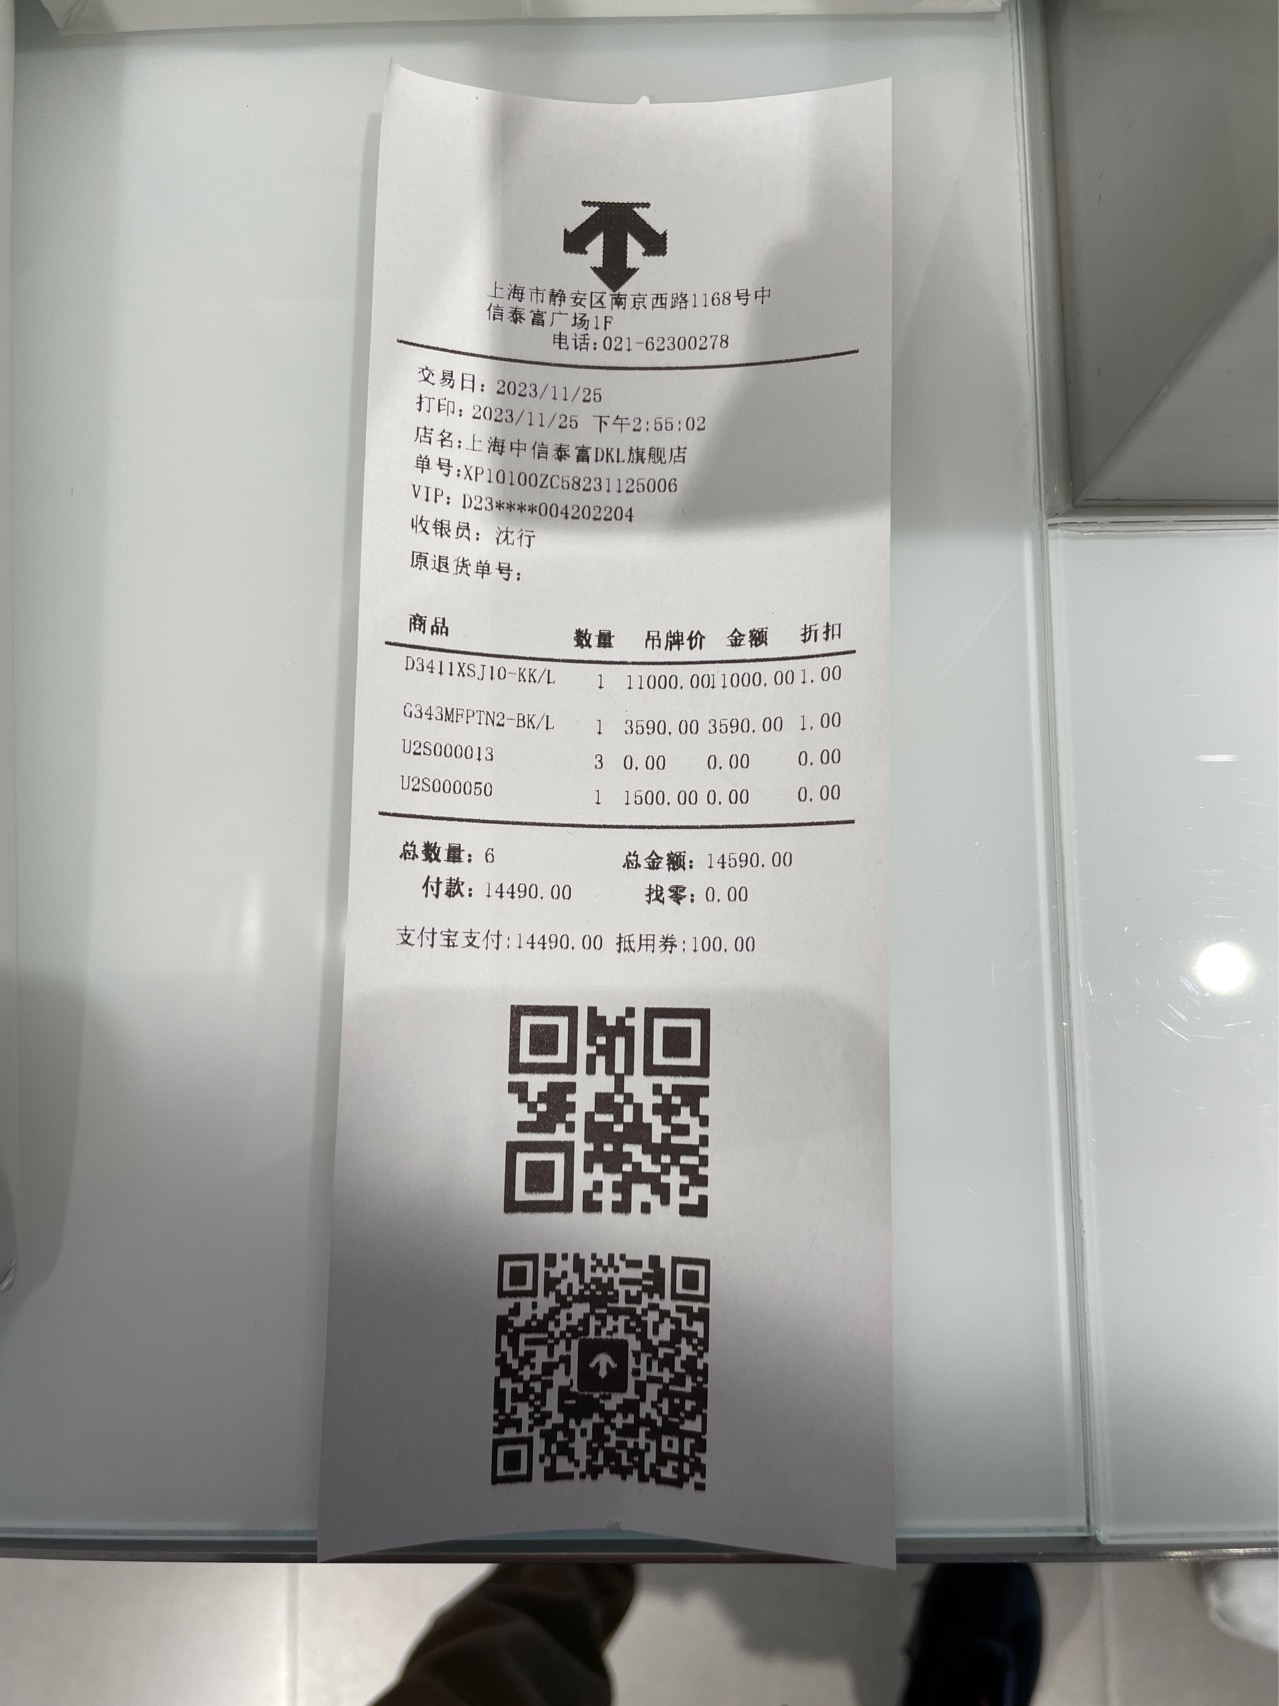 上海市静安区南京西路1168号中
信泰富广场1F
电话:021-62300278
交易日: 2023/11/25
打印: 2023/11/25 下午2:55:02
店名:上海中信泰富DKL旗舰店
单号:XP10100ZC58231125006
VIP: D23****004202204
收银员: 沈行
原退货单号:
商品 数量 吊牌价 金额 折扣
D3411XSJ10-KK/L 1 11000.00 11000.00 1.00
G343MFPTN2-BK/L 1 3590.00 3590.00 1.00
U2S000013 3 0.00 0.00 0.00
U2S000050 1 1500.00 0.00 0.00
总数量: 6 总金额: 14590.00
付款: 14490.00 找零: 0.00
支付宝支付:14490.00 抵用券:100.00